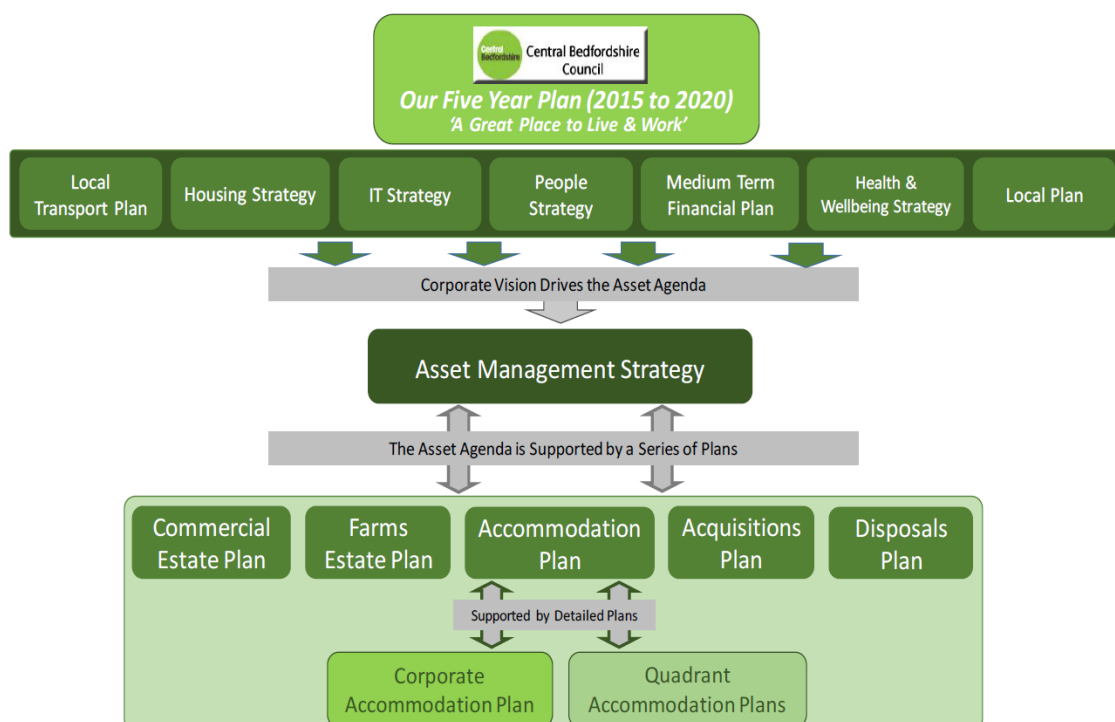 Central
Bedfordshire
Central Bedfordshire
Council
Our Five Year Plan (2015 to 2020)
'A Great Place to Live & Work'
Local
Transport Plan
Housing Strategy
IT Strategy
People
Strategy
Medium Term
Financial Plan
Health &
Wellbeing Strategy
Local Plan
Corporate Vision Drives the Asset Agenda
Asset Management Strategy
The Asset Agenda is Supported by a Series of Plans
Commercial
Estate Plan
Farms
Estate Plan
Accommodation
Plan
Acquisitions
Plan
Disposals
Plan
Supported by Detailed Plans
Corporate
Accommodation Plan
Quadrant
Accommodation Plans